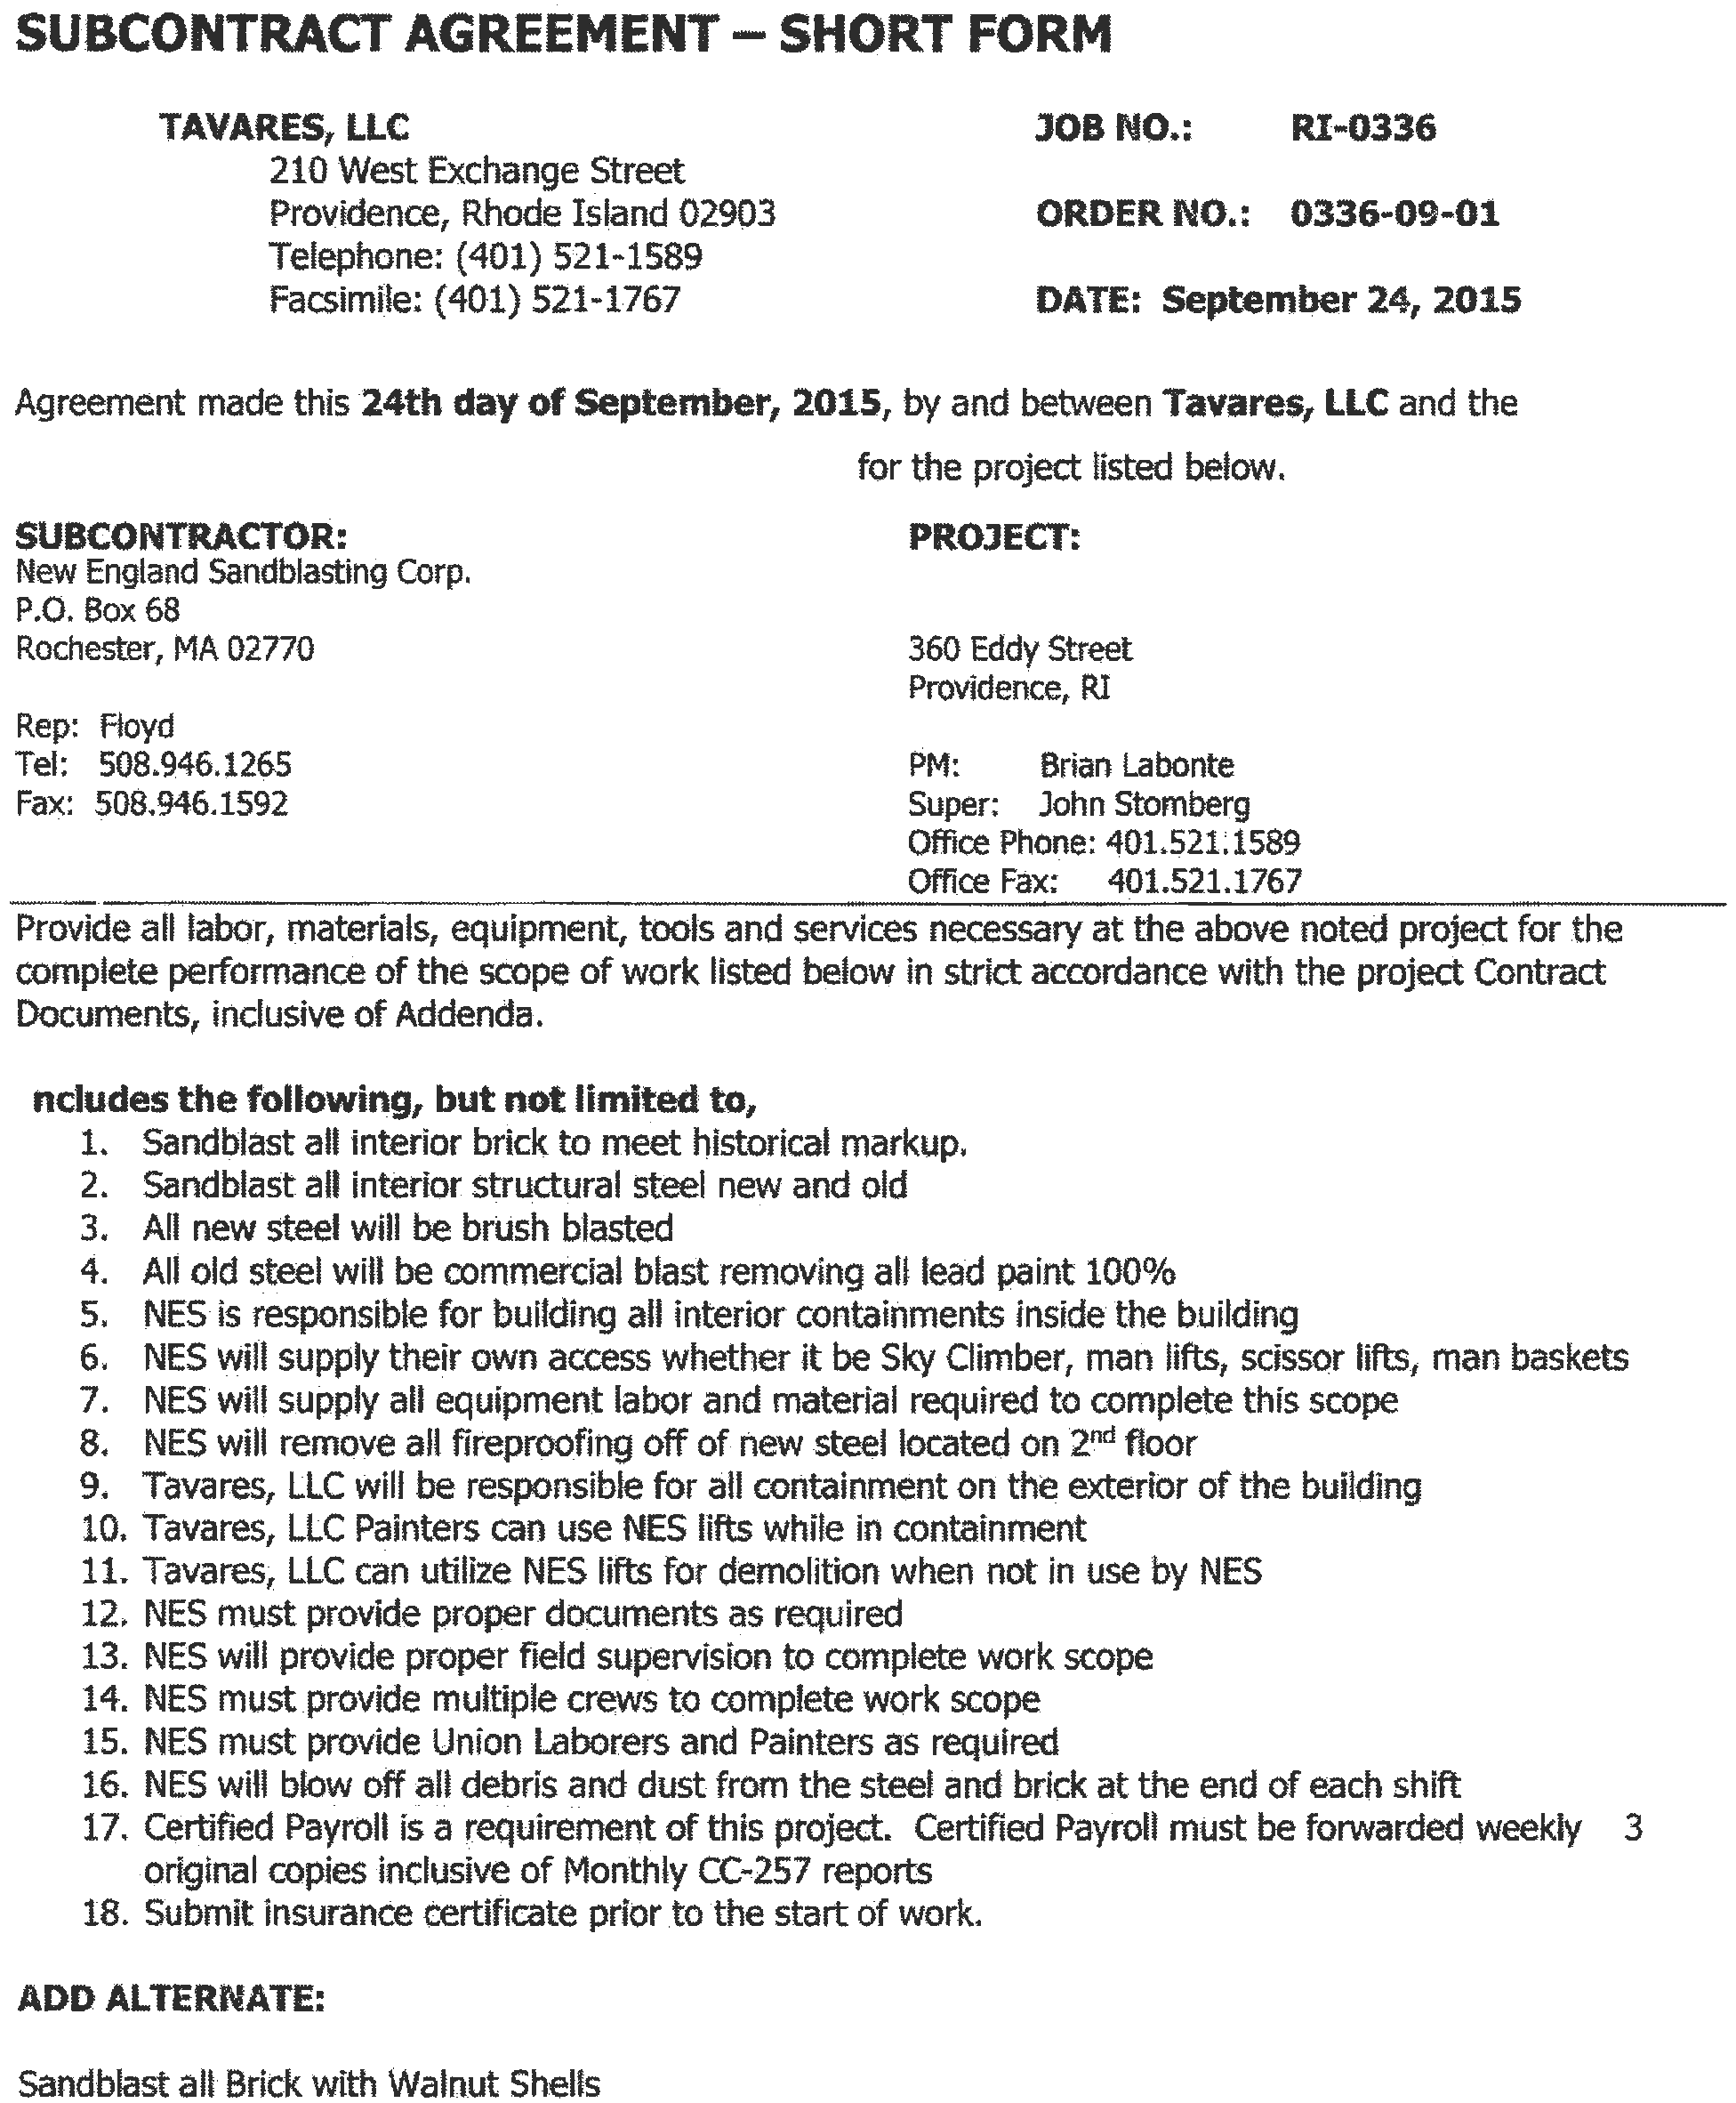 SUBCONTRACT AGREEMENT – SHORT FORM
TAVARES, LLC
210 West Exchange Street
Providence, Rhode Island 02903
Telephone: (401) 521-1589
Facsimile: (401) 521-1767
JOB NO.: RI-0336
ORDER NO.: 0336-09-01
DATE: September 24, 2015
Agreement made this 24th day of September, 2015, by and between Tavares, LLC and the
for the project listed below.
SUBCONTRACTOR:
New England Sandblasting Corp.
P.O. Box 68
Rochester, MA 02770
Rep: Floyd
Tel: 508.946.1265
Fax: 508.946.1592
PROJECT:
360 Eddy Street
Providence, RI
PM: Brian Labonte
Super: John Stomberg
Office Phone: 401.521.1589
Office Fax: 401.521.1767
Provide all labor, materials, equipment, tools and services necessary at the above noted project for the
complete performance of the scope of work listed below in strict accordance with the project Contract
Documents, inclusive of Addenda.
ncludes the following, but not limited to,
1. Sandblast all interior brick to meet historical markup.
2. Sandblast all interior structural steel new and old
3. All new steel will be brush blasted
4. All old steel will be commercial blast removing all lead paint 100%
5. NES is responsible for building all interior containments inside the building
6. NES will supply their own access whether it be Sky Climber, man lifts, scissor lifts, man baskets
7. NES will supply all equipment labor and material required to complete this scope
8. NES will remove all fireproofing off of new steel located on 2nd floor
9. Tavares, LLC will be responsible for all containment on the exterior of the building
10. Tavares, LLC Painters can use NES lifts while in containment
11. Tavares, LLC can utilize NES lifts for demolition when not in use by NES
12. NES must provide proper documents as required
13. NES will provide proper field supervision to complete work scope
14. NES must provide multiple crews to complete work scope
15. NES must provide Union Laborers and Painters as required
16. NES will blow off all debris and dust from the steel and brick at the end of each shift
17. Certified Payroll is a requirement of this project. Certified Payroll must be forwarded weekly 3
original copies inclusive of Monthly CC-257 reports
18. Submit insurance certificate prior to the start of work.
ADD ALTERNATE:
Sandblast all Brick with Walnut Shells